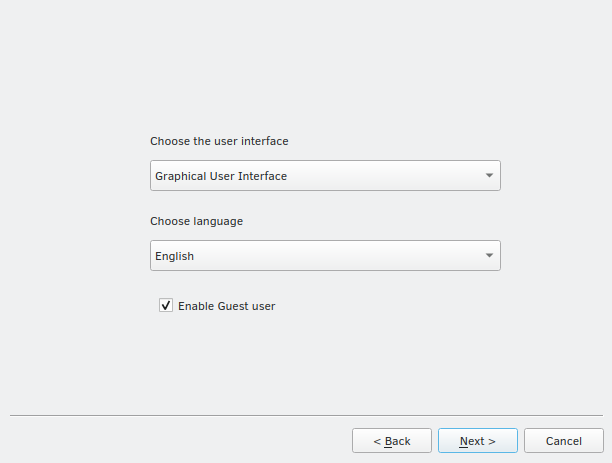 Choose the user interface
Graphical User Interface
Choose language
English
Enable Guest user
< Back Next > Cancel